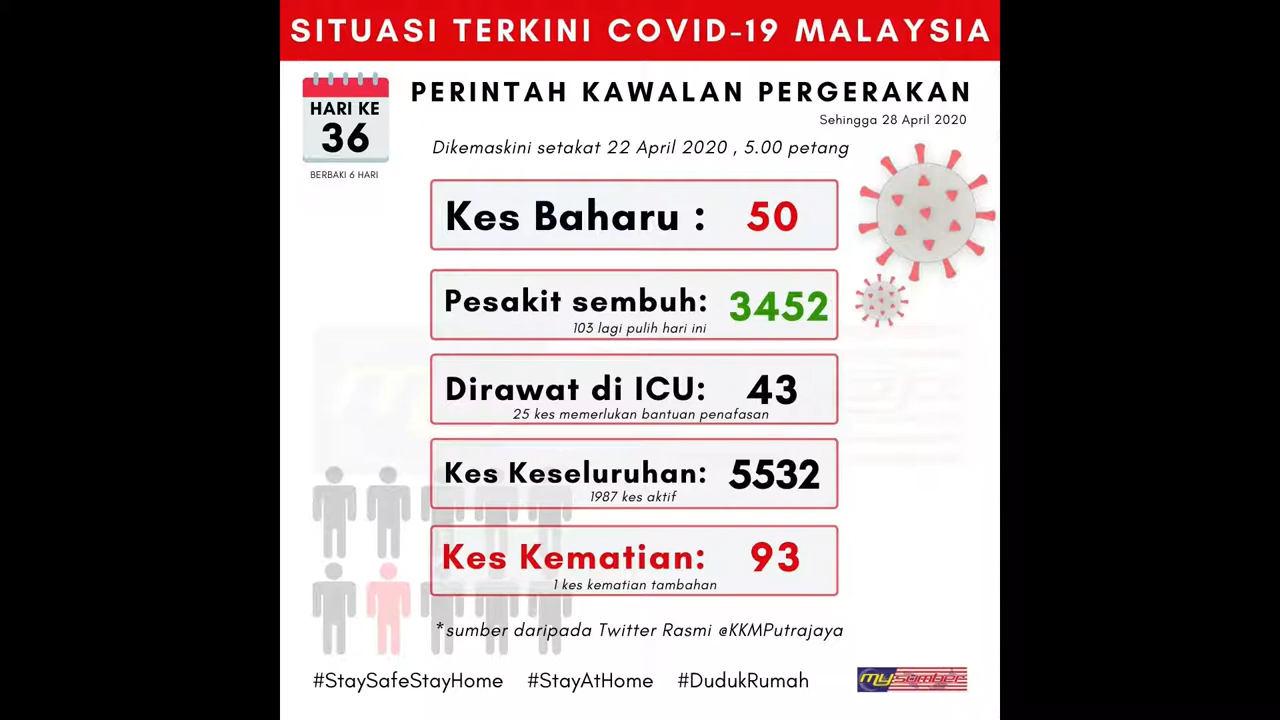 SITUASI TERKINI COVID-19 MALAYSIA
HARI KE
36
BERBAKI 6 HARI
PERINTAH KAWALAN PERGERAKAN
Sehingga 28 April 2020
Dikemaskini setakat 22 April 2020 , 5.00 petang
Kes Baharu : 50
Pesakit sembuh: 3452
103 lagi pulih hari ini
Dirawat di ICU: 43
25 kes memerlukan bantuan penafasan
Kes Keseluruhan: 5532
1987 kes aktif
Kes Kematian: 93
1 kes kematian tambahan
*sumber daripada Twitter Rasmi @KKMPutrajaya
#StaySafeStayHome #StayAtHome #DudukRumah
mysumber